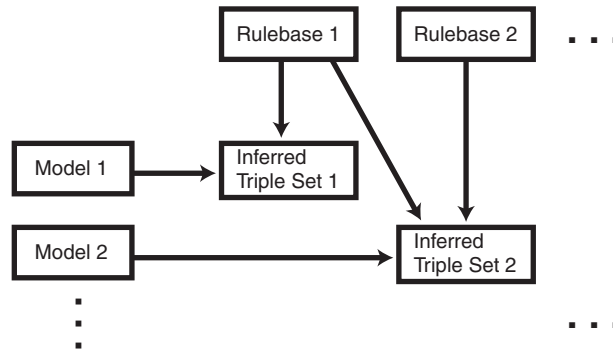 Rulebase 1
Rulebase 2
. . .
Model 1
Inferred
Triple Set 1
Model 2
Inferred
Triple Set 2
. . .